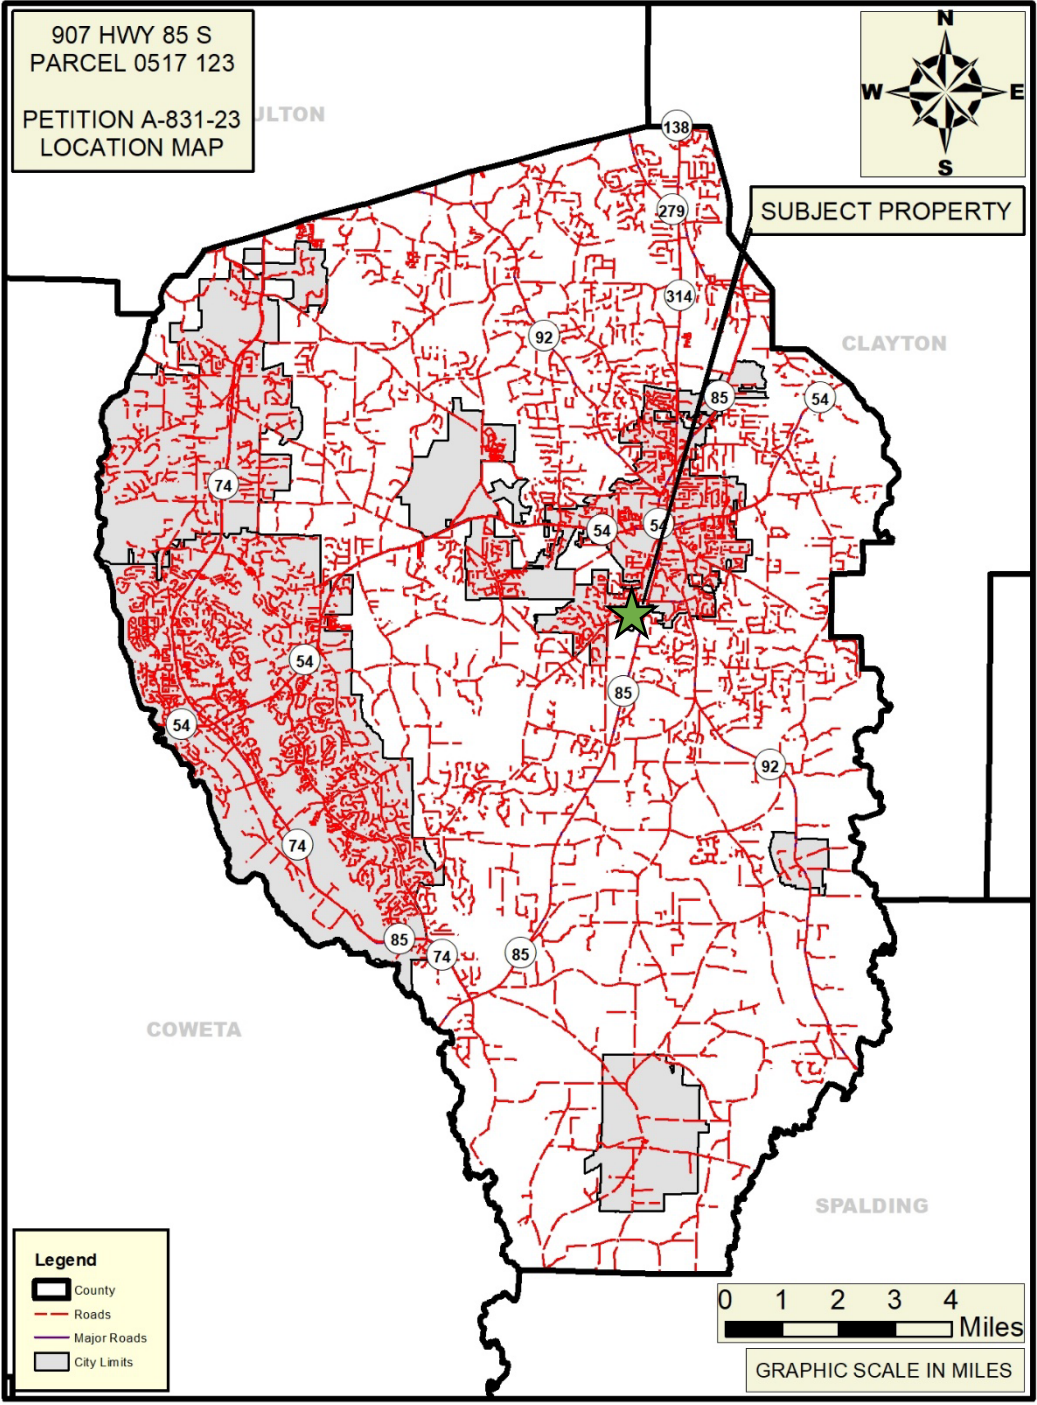 907 HWY 85 S
PARCEL 0517 123
PETITION A-831-23
LOCATION MAP
ULTON
N
W
E
S
138
SUBJECT PROPERTY
279
314
92
CLAYTON
85
54
74
54
54
54
85
54
92
74
85
74
85
COWETA
SPALDING
Legend
County
Roads
Major Roads
City Limits
0 1 2 3 4
Miles
GRAPHIC SCALE IN MILES